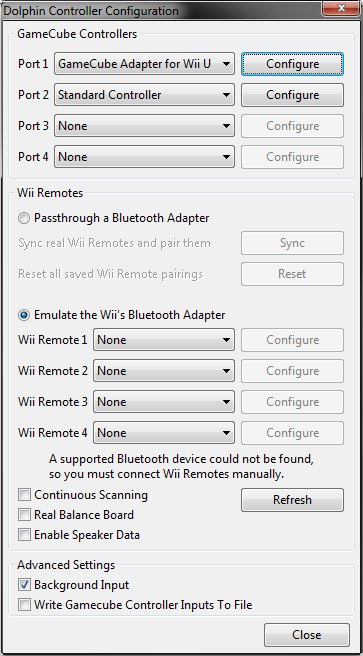 Dolphin Controller Configuration
GameCube Controllers
Port 1 GameCube Adapter for Wii U Configure
Port 2 Standard Controller Configure
Port 3 None Configure
Port 4 None Configure
Wii Remotes
Passthrough a Bluetooth Adapter
Sync real Wii Remotes and pair them Sync
Reset all saved Wii Remote pairings Reset
Emulate the Wii's Bluetooth Adapter
Wii Remote 1 None Configure
Wii Remote 2 None Configure
Wii Remote 3 None Configure
Wii Remote 4 None Configure
A supported Bluetooth device could not be found,
so you must connect Wii Remotes manually.
Continuous Scanning Refresh
Real Balance Board
Enable Speaker Data
Advanced Settings
Background Input
Write Gamecube Controller Inputs To File
Close